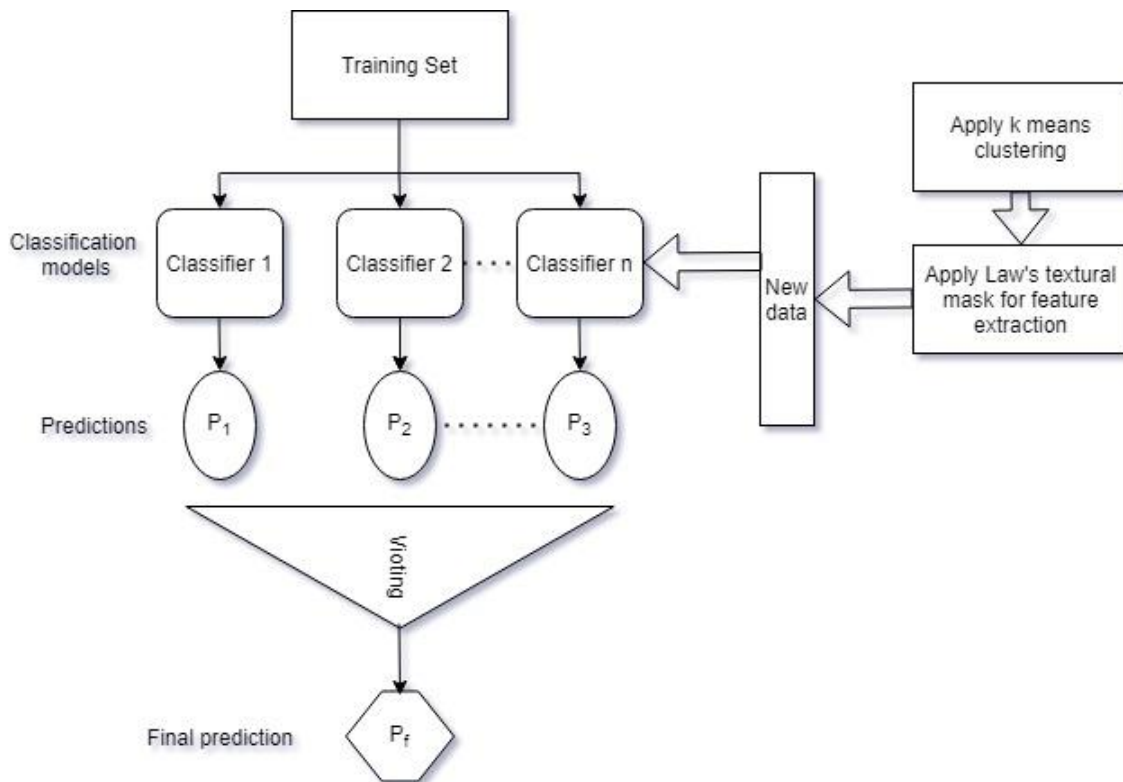 Training Set
Apply k means
clustering
Classification
models
Classifier 1
Classifier 2
Classifier n
New
data
Apply Law's textural
mask for feature
extraction
Predictions
P1
P2
P3
Vioting
Final prediction
Pf